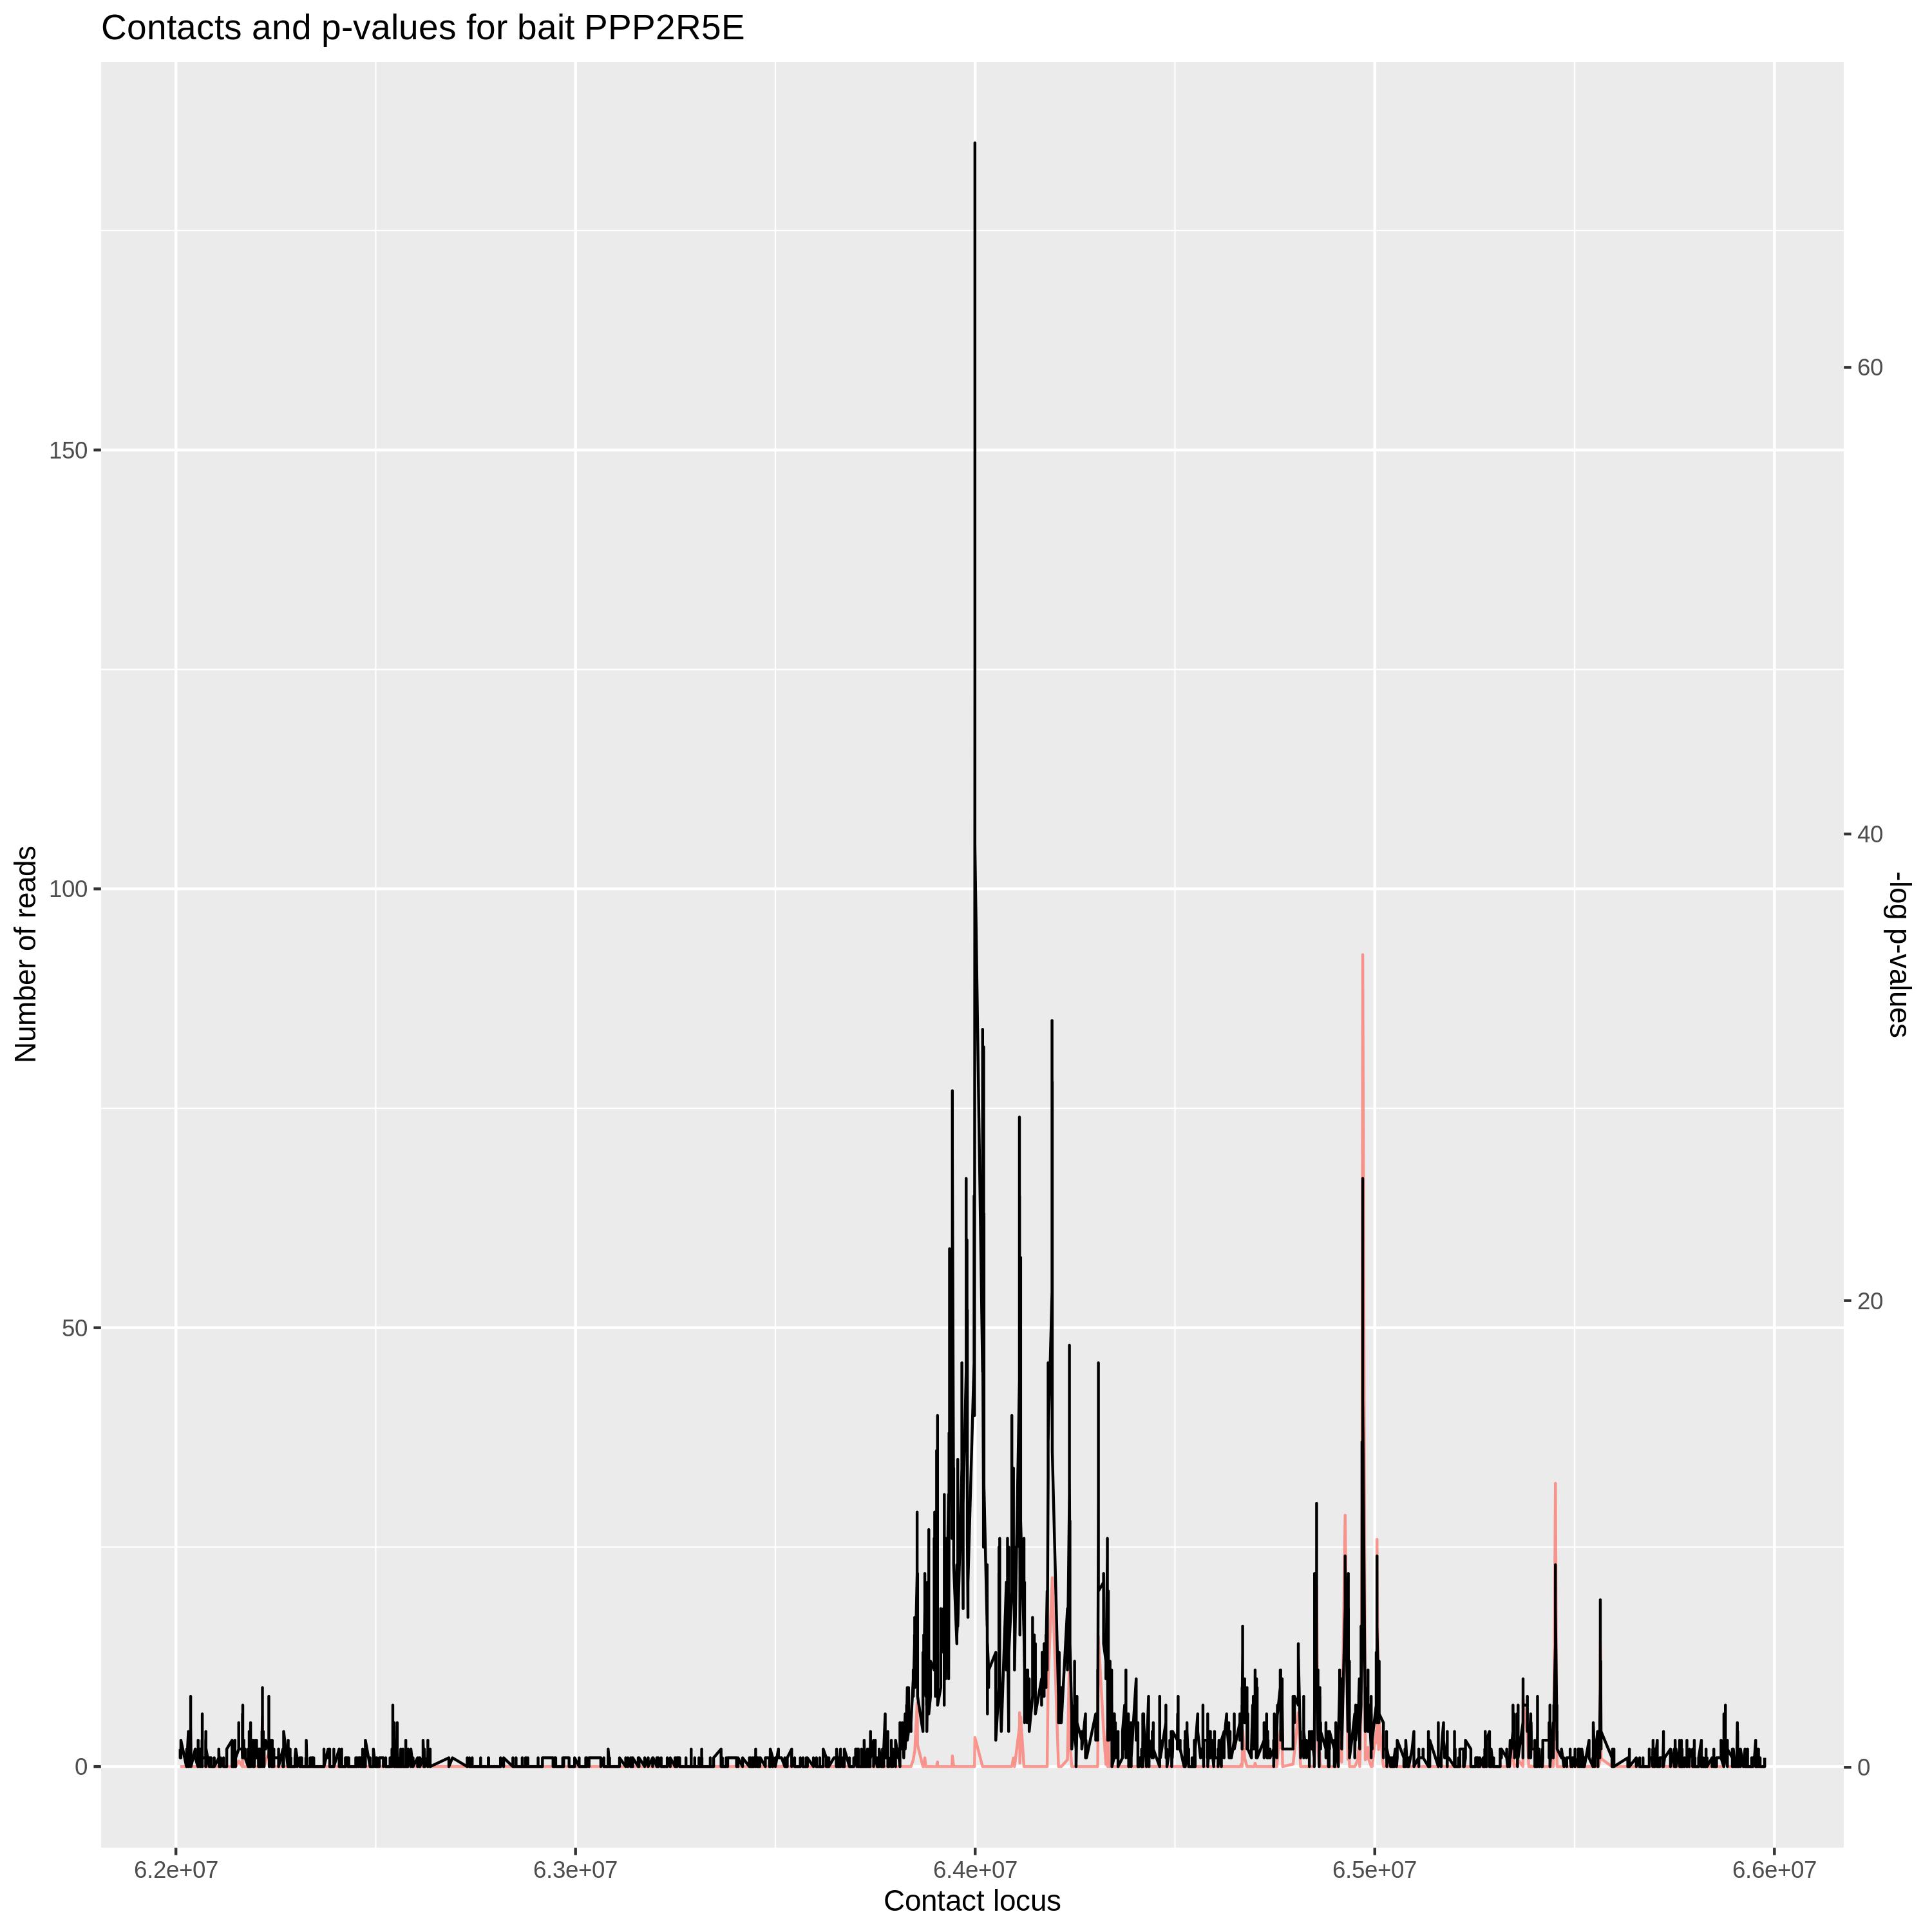 Contacts and p-values for bait PPP2R5E
Number of reads
150
100
50
0
60
40
20
0
-log p-values
6.2e+07
6.3e+07
6.4e+07
6.5e+07
6.6e+07
Contact locus